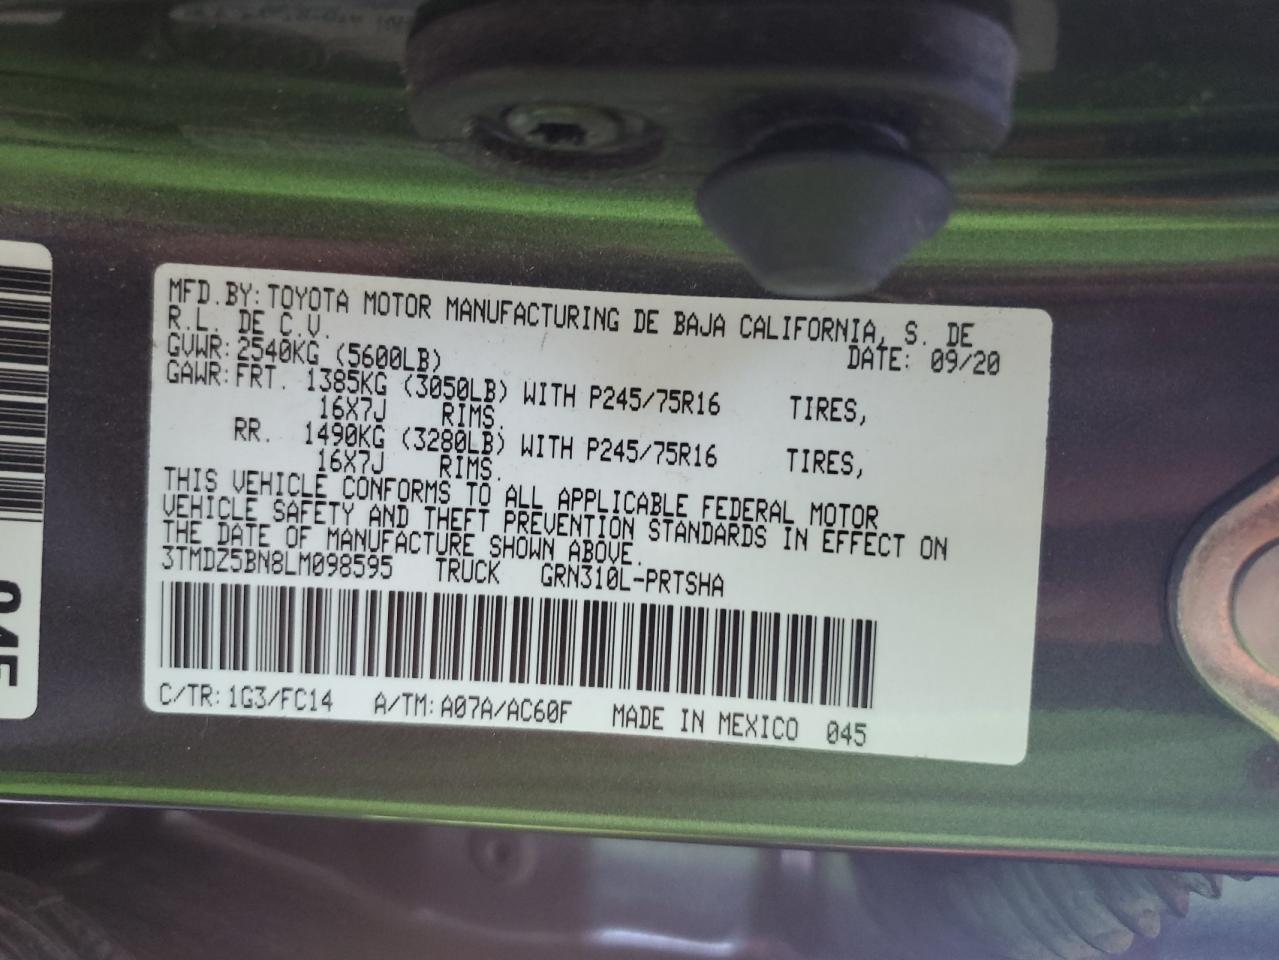 MFD.BY:TOYOTA MOTOR MANUFACTURING DE BAJA CALIFORNIA, S. DE
R.L. DE C.V. DATE: 09/20
GVWR:2540KG (5600LB)
GAWR:FRT. 1385KG (3050LB) WITH P245/75R16 TIRES,
16X7J RIMS.
RR. 1490KG (3280LB) WITH P245/75R16 TIRES,
16X7J RIMS.
THIS VEHICLE CONFORMS TO ALL APPLICABLE FEDERAL MOTOR
VEHICLE SAFETY AND THEFT PREVENTION STANDARDS IN EFFECT ON
THE DATE OF MANUFACTURE SHOWN ABOVE.
3TMDZ5BN8LM098595 TRUCK GRN310L-PRTSHA
C/TR:1G3/FC14 A/TM:A07A/AC60F MADE IN MEXICO 045
045